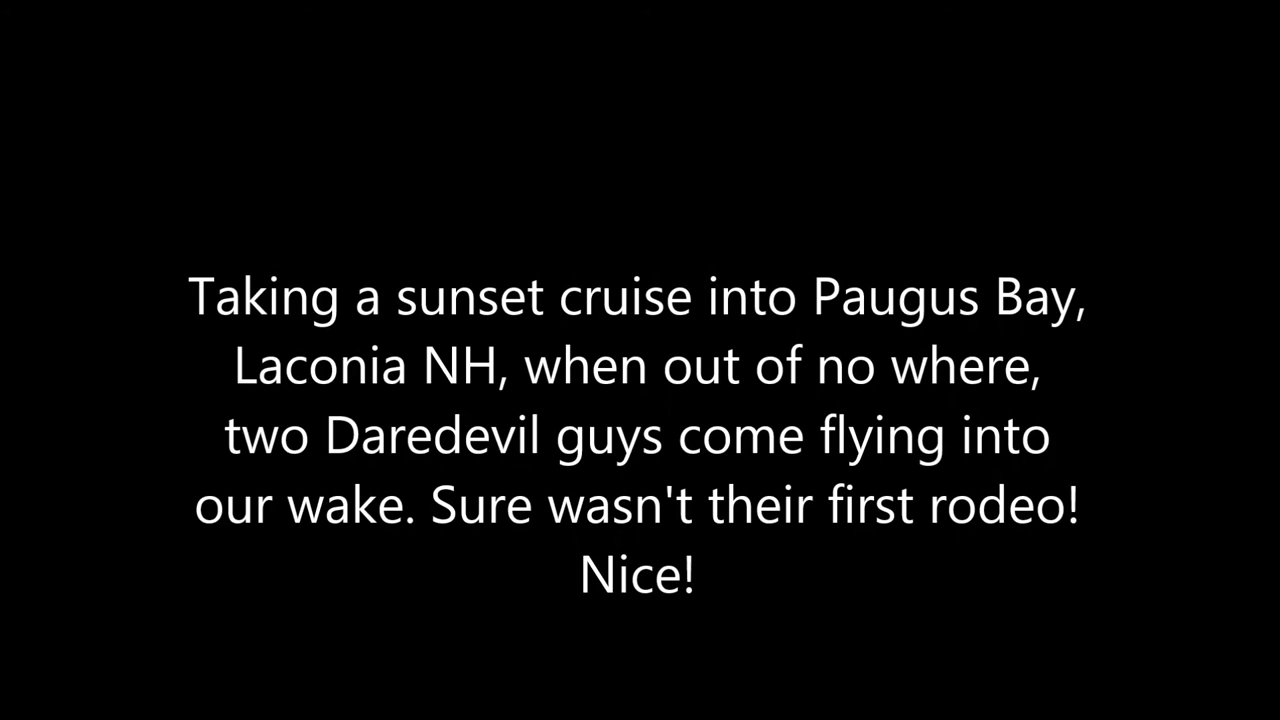 Taking a sunset cruise into Paugus Bay,
Laconia NH, when out of no where,
two Daredevil guys come flying into
our wake. Sure wasn't their first rodeo!
Nice!